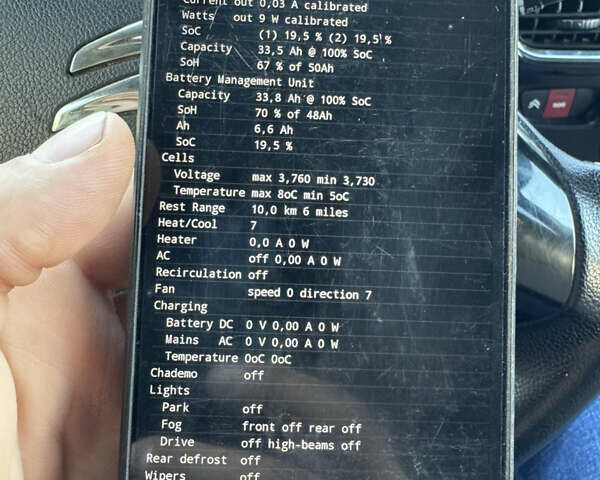 Current out 0,03 A calibrated
Watts out 9 W calibrated
SoC (1) 19,5 % (2) 19,5 %
Capacity 33,5 Ah @ 100% SoC
SoH 67 % of 50Ah
Battery Management Unit
Capacity 33,8 Ah @ 100% SoC
SoH 70 % of 48Ah
Ah 6,6 Ah
SoC 19,5 %
Cells
Voltage max 3,760 min 3,730
Temperature max 8oC min 5oC
Rest Range 10,0 km 6 miles
Heat/Cool 7
Heater 0,0 A 0 W
AC off 0,00 A 0 W
Recirculation off
Fan speed 0 direction 7
Charging
Battery DC 0 V 0,00 A 0 W
Mains AC 0 V 0,00 A 0 W
Temperature 0oC 0oC
Chademo off
Lights
Park off
Fog front off rear off
Drive off high-beams off
Rear defrost off
Wipers off